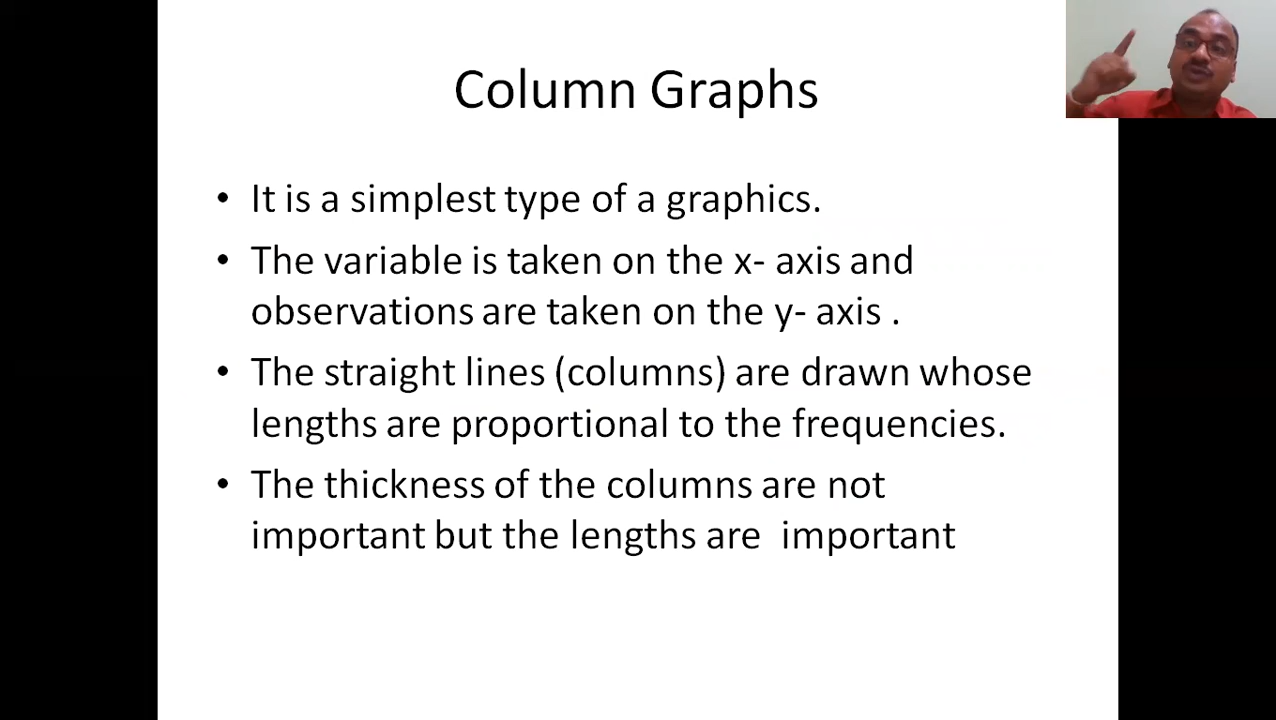 Column Graphs
• It is a simplest type of a graphics.
• The variable is taken on the x- axis and
observations are taken on the y- axis .
• The straight lines (columns) are drawn whose
lengths are proportional to the frequencies.
• The thickness of the columns are not
important but the lengths are  important